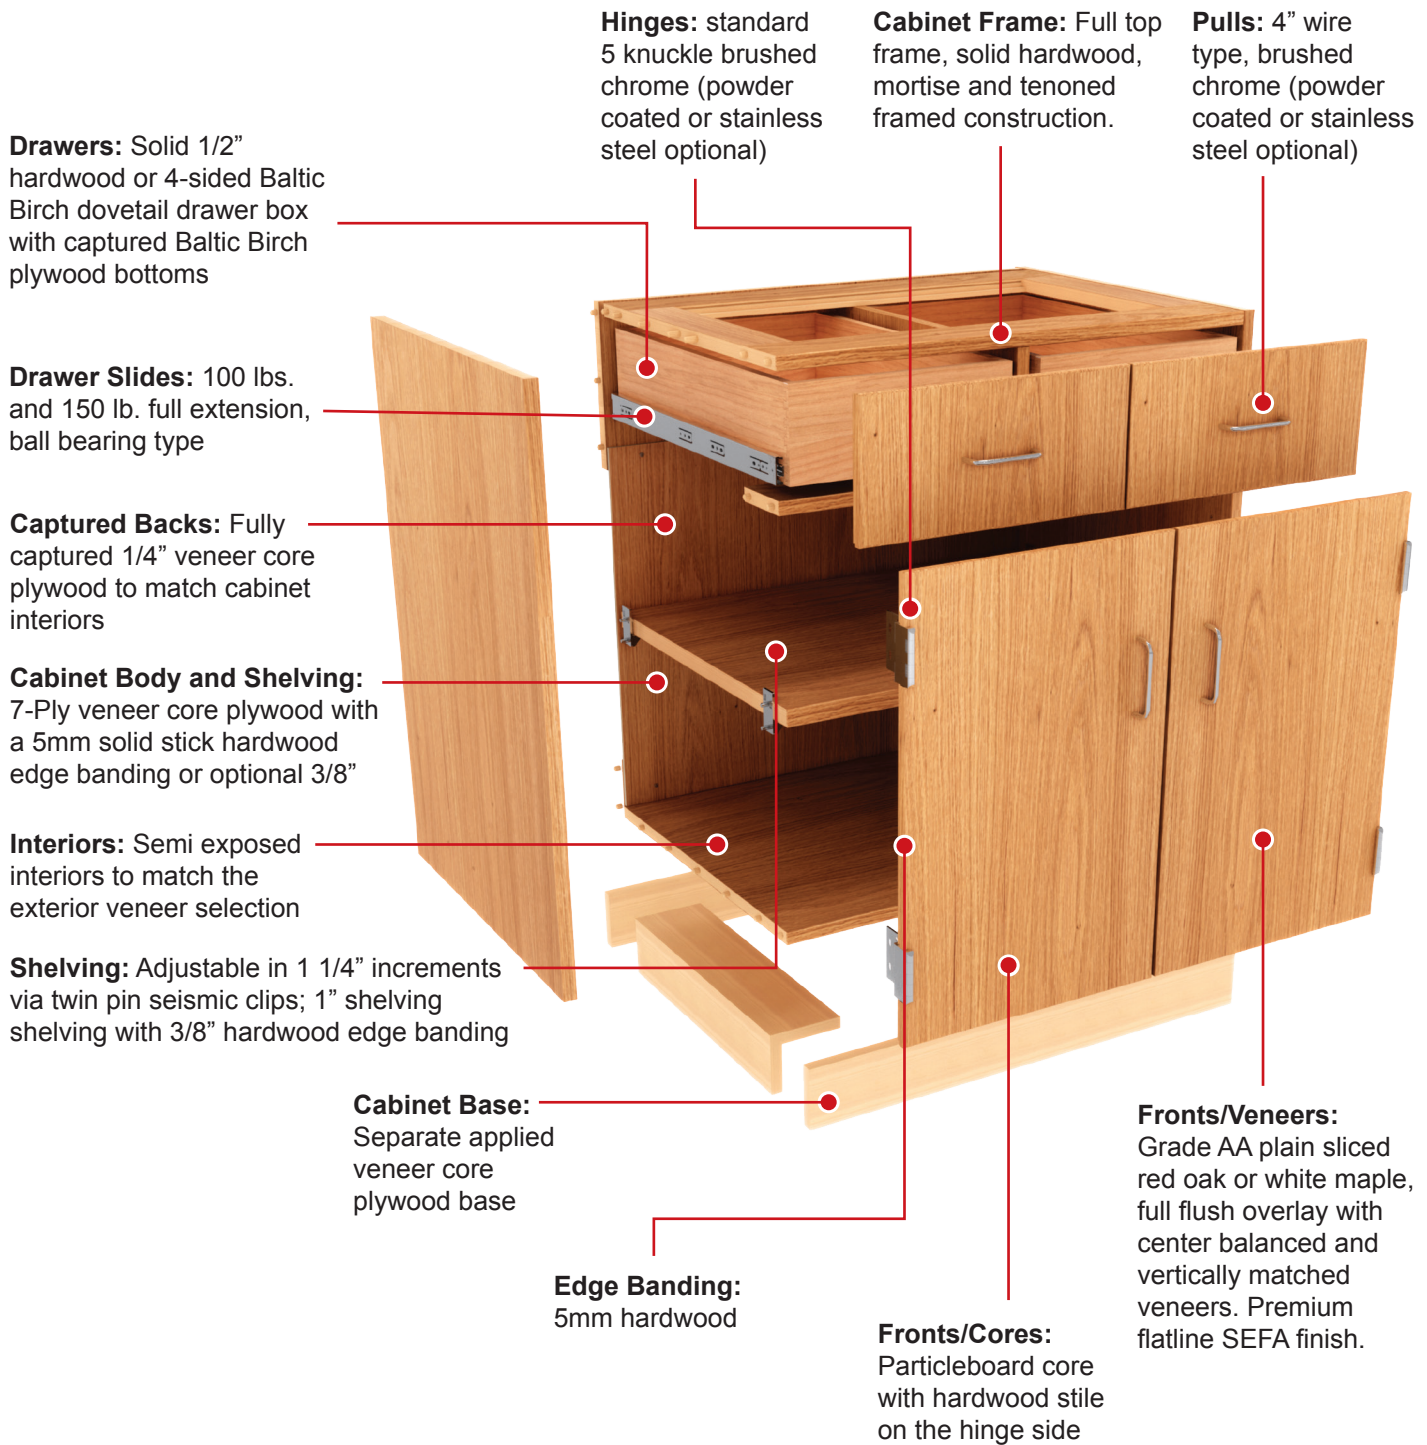 Hinges: standard
5 knuckle brushed
chrome (powder
coated or stainless
steel optional)
Cabinet Frame: Full top
frame, solid hardwood,
mortise and tenoned
framed construction.
Pulls: 4” wire
type, brushed
chrome (powder
coated or stainless
steel optional)
Drawers: Solid 1/2”
hardwood or 4-sided Baltic
Birch dovetail drawer box
with captured Baltic Birch
plywood bottoms
Drawer Slides: 100 lbs.
and 150 lb. full extension,
ball bearing type
Captured Backs: Fully
captured 1/4” veneer core
plywood to match cabinet
interiors
Cabinet Body and Shelving:
7-Ply veneer core plywood with
a 5mm solid stick hardwood
edge banding or optional 3/8”
Interiors: Semi exposed
interiors to match the
exterior veneer selection
Shelving: Adjustable in 1 1/4” increments
via twin pin seismic clips; 1” shelving
shelving with 3/8” hardwood edge banding
Cabinet Base:
Separate applied
veneer core
plywood base
Edge Banding:
5mm hardwood
Fronts/Cores:
Particleboard core
with hardwood stile
on the hinge side
Fronts/Veneers:
Grade AA plain sliced
red oak or white maple,
full flush overlay with
center balanced and
vertically matched
veneers. Premium
flatline SEFA finish.